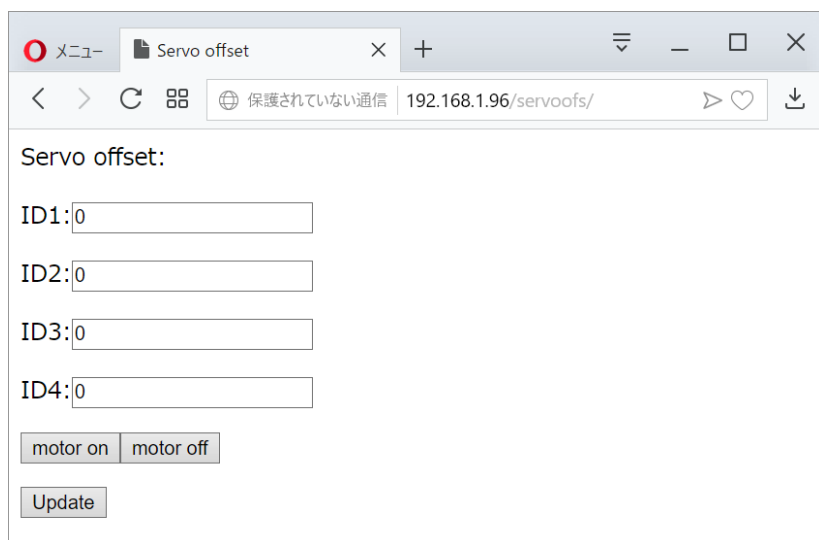 メニュー Servo offset
保護されていない通信 192.168.1.96/servoofs/
Servo offset:
ID1:0
ID2:0
ID3:0
ID4:0
motor on motor off
Update